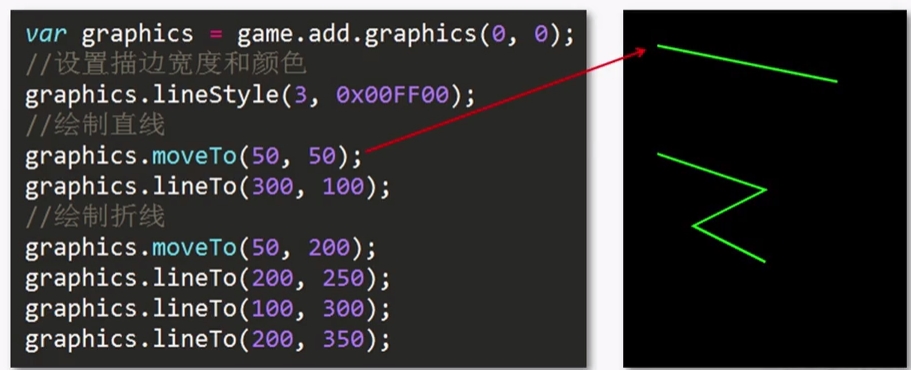 var graphics = game.add.graphics(0, 0);
//设置描边宽度和颜色
graphics.lineStyle(3, 0x00FF00);
//绘制直线
graphics.moveTo(50, 50);
graphics.lineTo(300, 100);
//绘制折线
graphics.moveTo(50, 200);
graphics.lineTo(200, 250);
graphics.lineTo(100, 300);
graphics.lineTo(200, 350);